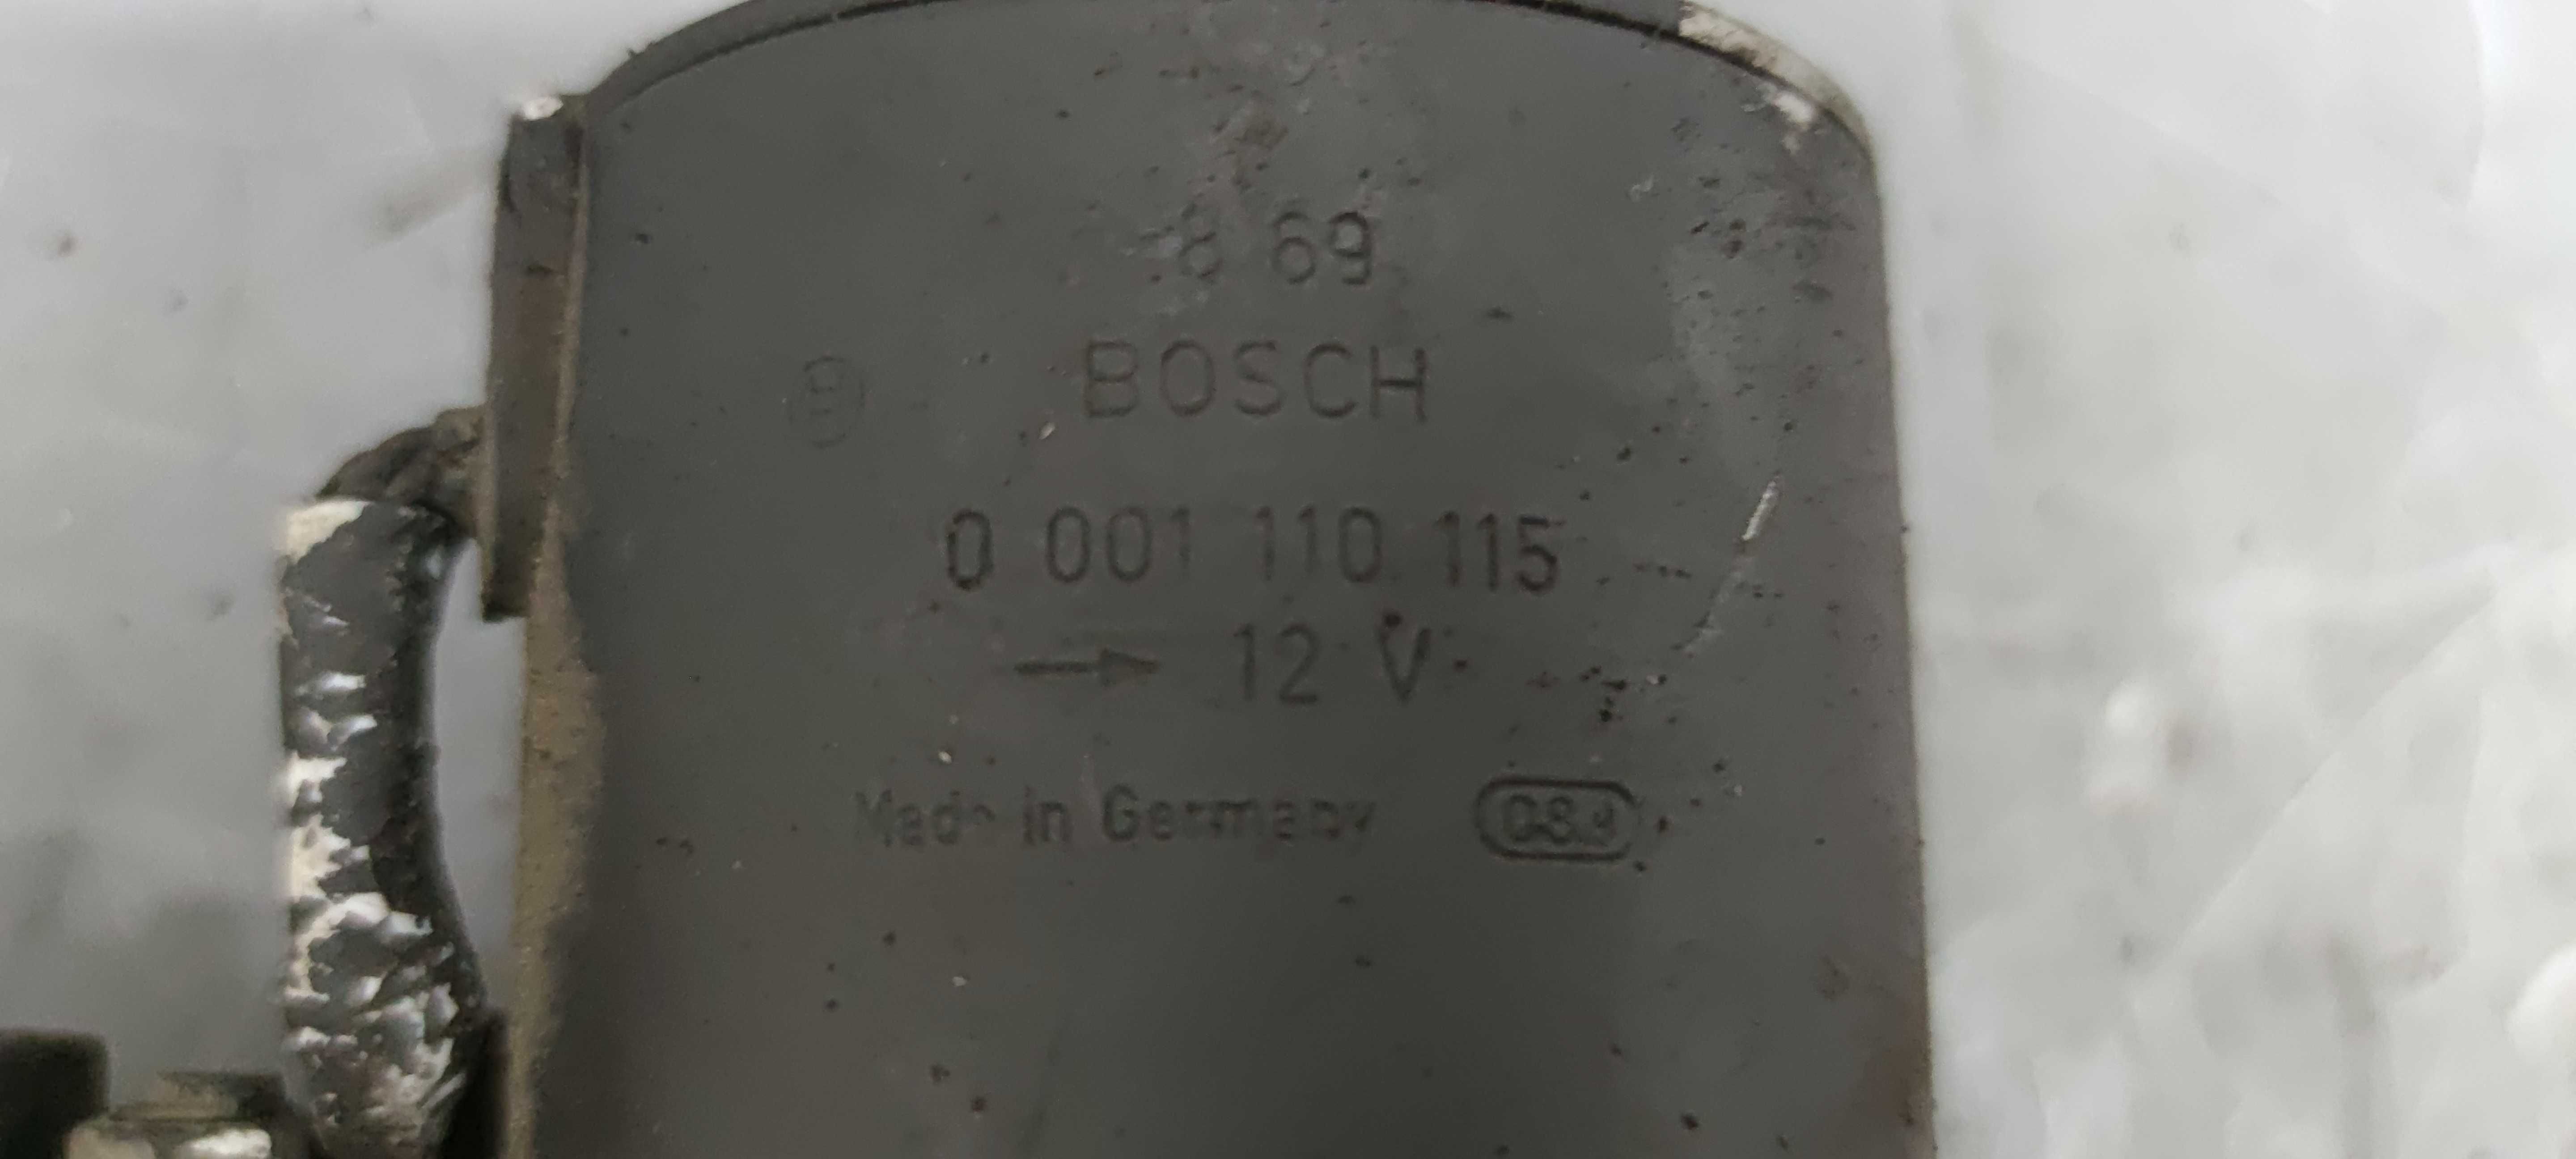 8 69
BOSCH
0 001 110 115
→ 12 V
Made in Germany